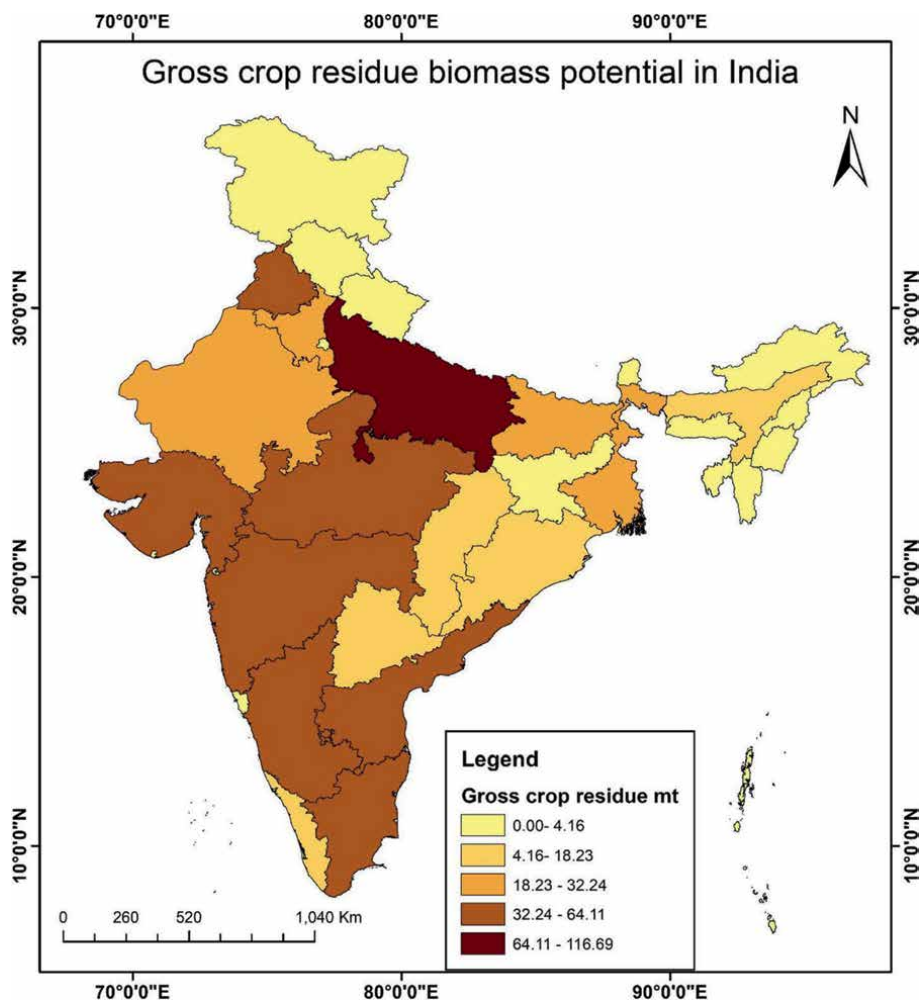 70°0'0"E 80°0'0"E 90°0'0"E
Gross crop residue biomass potential in India
N
30°0'0"N 30°0'0"N
20°0'0"N 20°0'0"N
10°0'0"N 10°0'0"N
Legend
Gross crop residue mt
0.00- 4.16
4.16- 18.23
18.23 - 32.24
32.24 - 64.11
64.11 - 116.69
0 260 520 1,040 Km
70°0'0"E 80°0'0"E 90°0'0"E